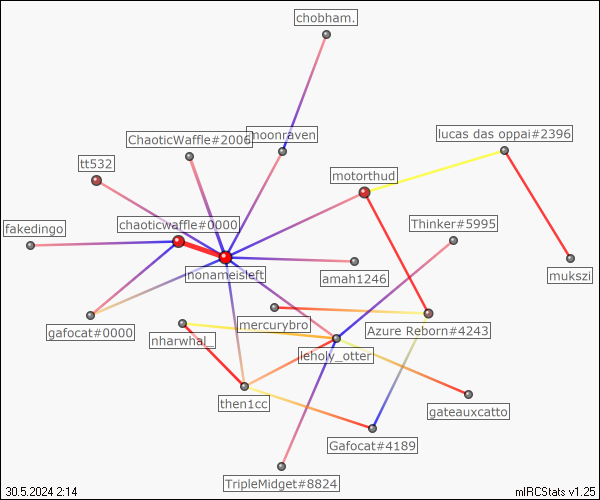 chobham.
ChaoticWaffle#2006
moonraven
lucas das oppai#2396
tt532
motorthud
chaoticwaffle#0000
Thinker#5995
fakedingo
nonameisleft
amah1246
mukszi
gafocat#0000
mercurybro
Azure Reborn#4243
nharwhal_
leholy_otter
then1cc
gateauxcatto
Gafocat#4189
TripleMidget#8824
30.5.2024 2:14
mIRCStats v1.25